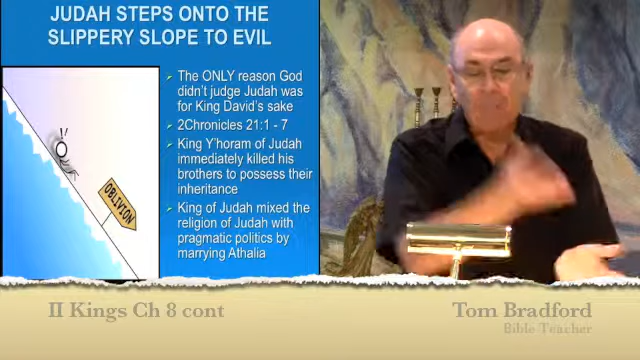 JUDAH STEPS ONTO THE
SLIPPERY SLOPE TO EVIL
The ONLY reason God
didn't judge Judah was
for King David's sake
2Chronicles 21:1 - 7
King Y'horam of Judah
immediately killed his
brothers to possess their
inheritance
King of Judah mixed the
religion of Judah with
pragmatic politics by
marrying Athalia
!!
OBLIVION
II Kings Ch 8 cont
Tom Bradford
Bible Teacher